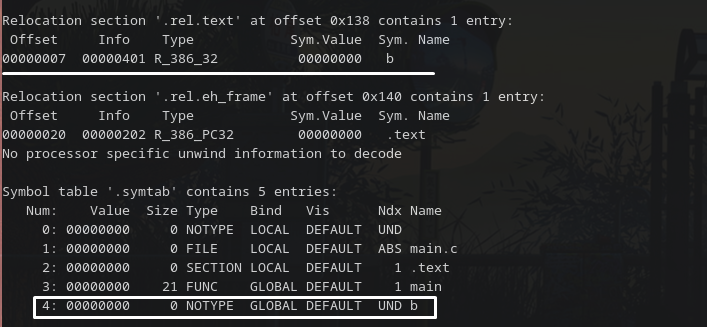 Relocation section '.rel.text' at offset 0x138 contains 1 entry:
Offset Info Type Sym.Value Sym. Name
00000007 00000401 R_386_32 00000000 b
Relocation section '.rel.eh_frame' at offset 0x140 contains 1 entry:
Offset Info Type Sym.Value Sym. Name
00000020 00000202 R_386_PC32 00000000 .text
No processor specific unwind information to decode
Symbol table '.symtab' contains 5 entries:
Num: Value Size Type Bind Vis Ndx Name
0: 00000000 0 NOTYPE LOCAL DEFAULT UND
1: 00000000 0 FILE LOCAL DEFAULT ABS main.c
2: 00000000 0 SECTION LOCAL DEFAULT 1 .text
3: 00000000 21 FUNC GLOBAL DEFAULT 1 main
4: 00000000 0 NOTYPE GLOBAL DEFAULT UND b